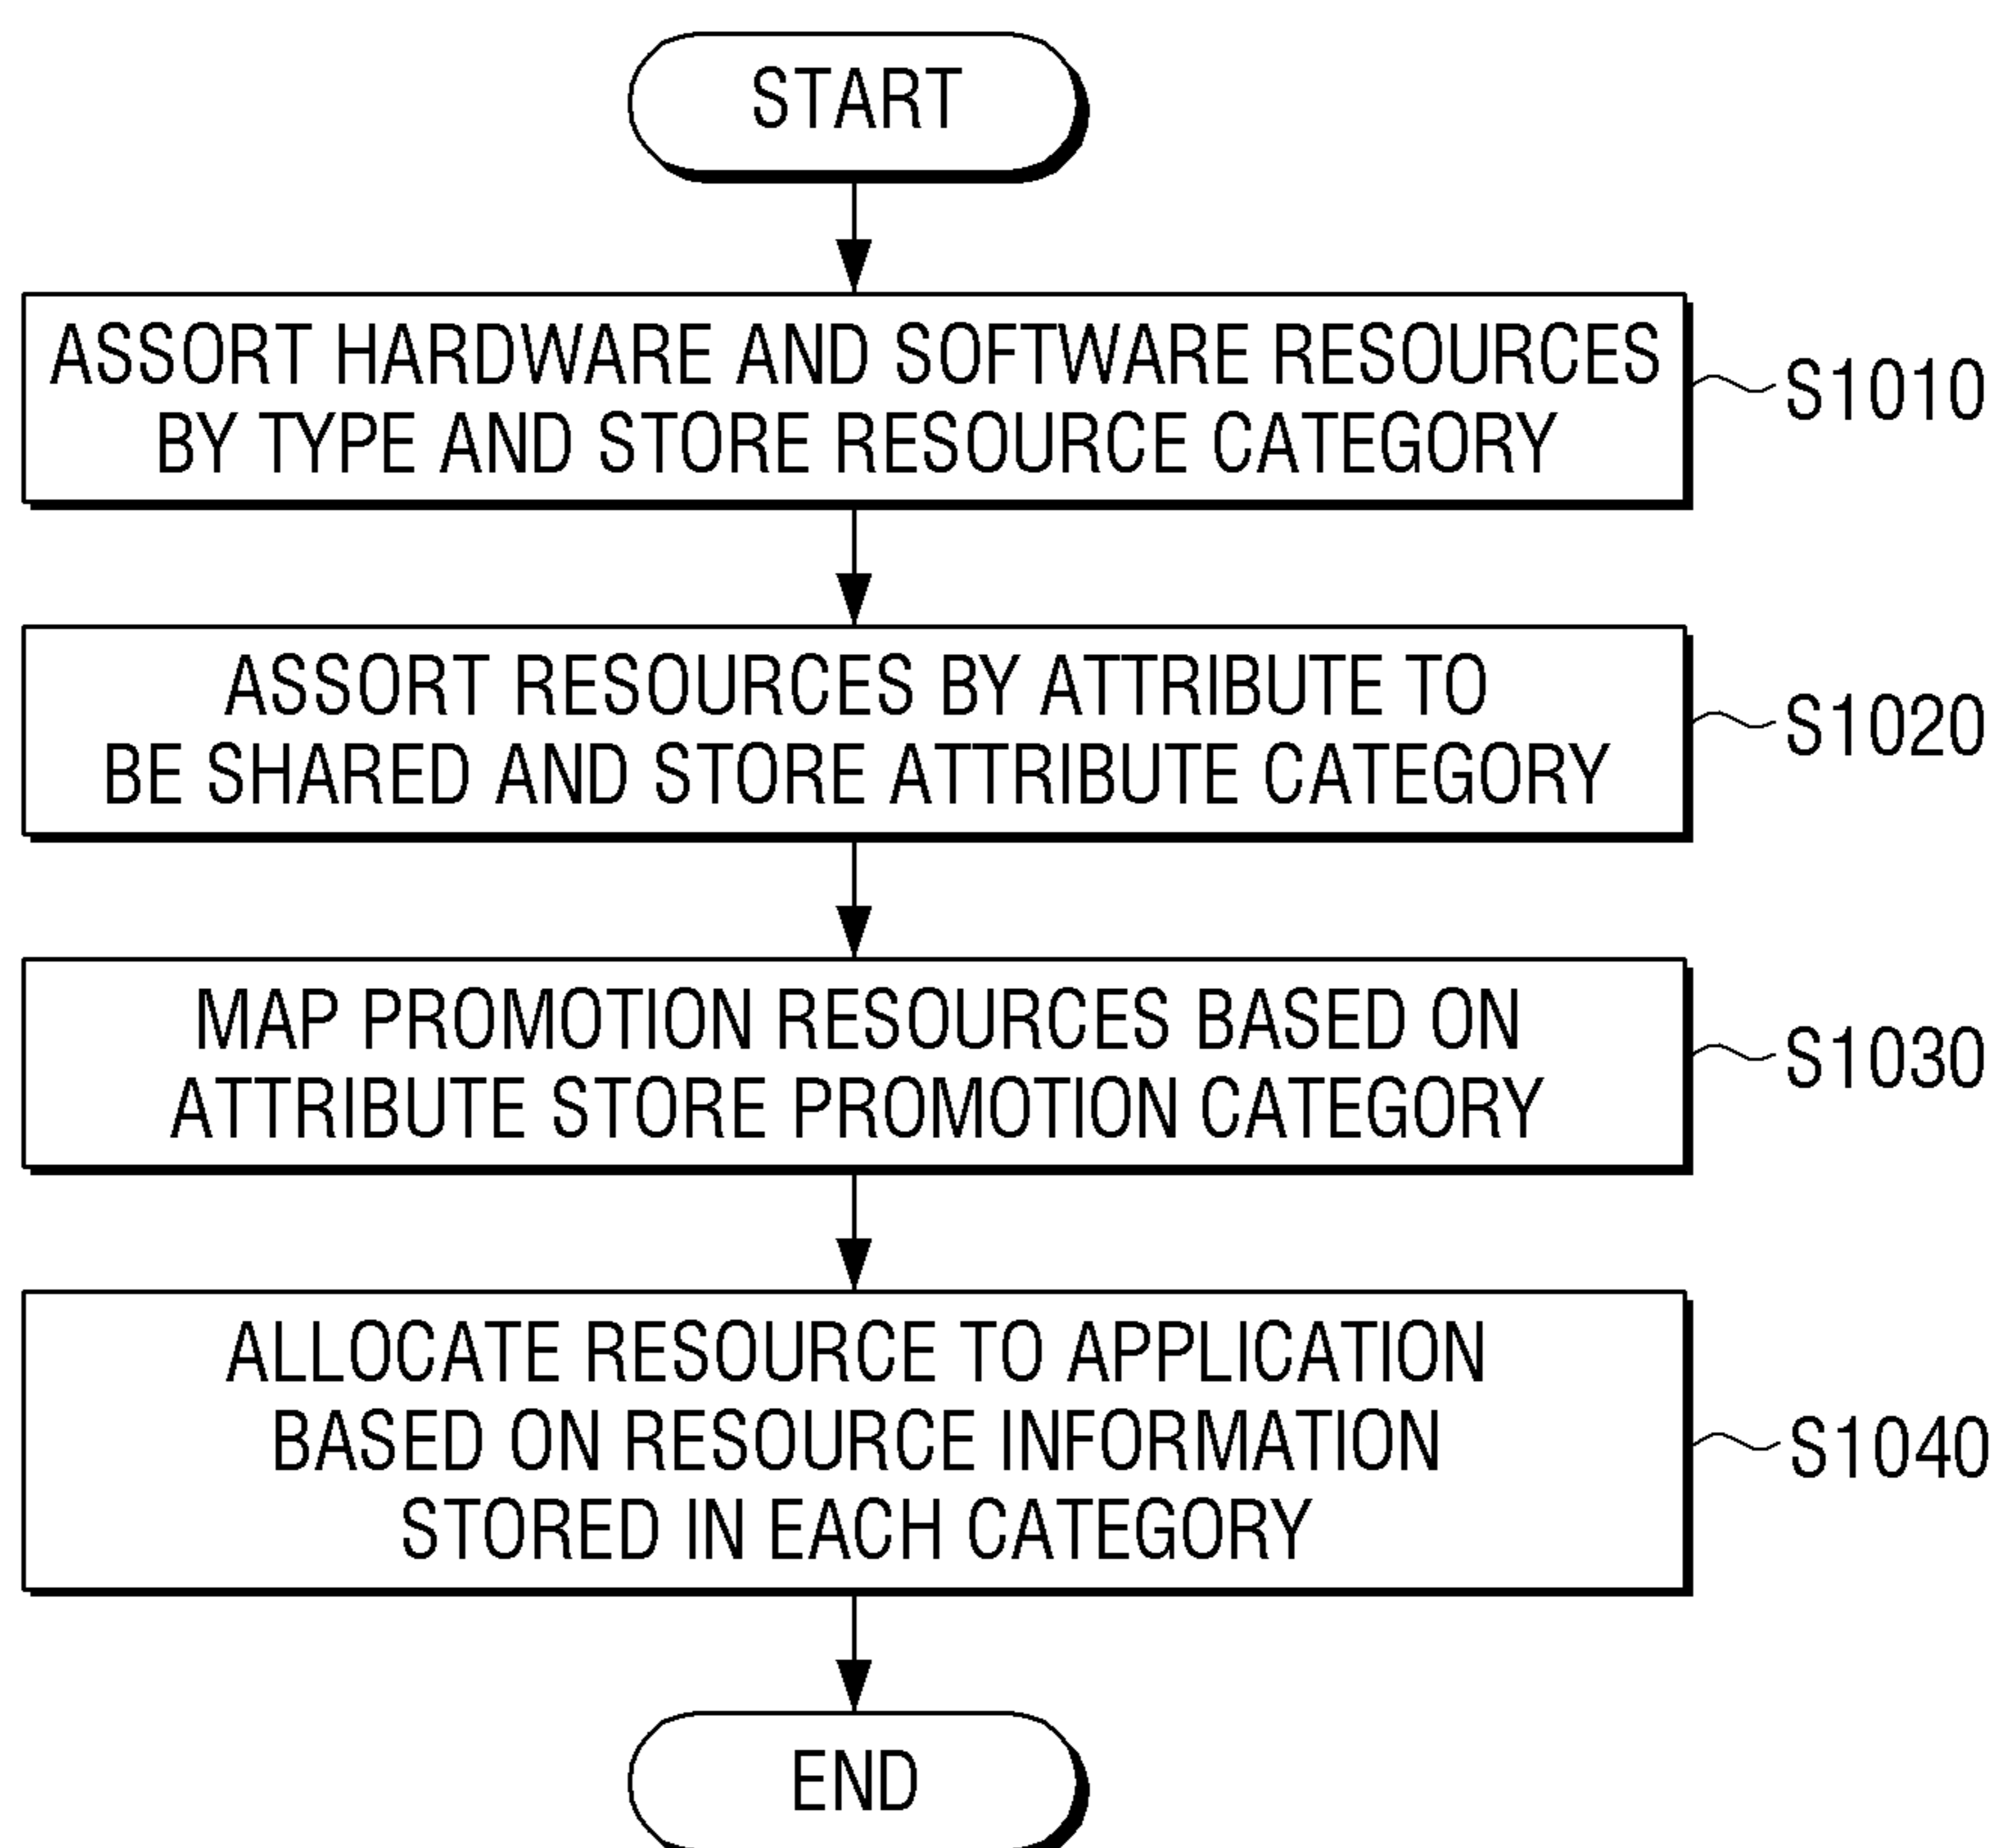 START
ASSORT HARDWARE AND SOFTWARE RESOURCES
BY TYPE AND STORE RESOURCE CATEGORY
S1010
ASSORT RESOURCES BY ATTRIBUTE TO
BE SHARED AND STORE ATTRIBUTE CATEGORY
S1020
MAP PROMOTION RESOURCES BASED ON
ATTRIBUTE STORE PROMOTION CATEGORY
S1030
ALLOCATE RESOURCE TO APPLICATION
BASED ON RESOURCE INFORMATION
STORED IN EACH CATEGORY
S1040
END